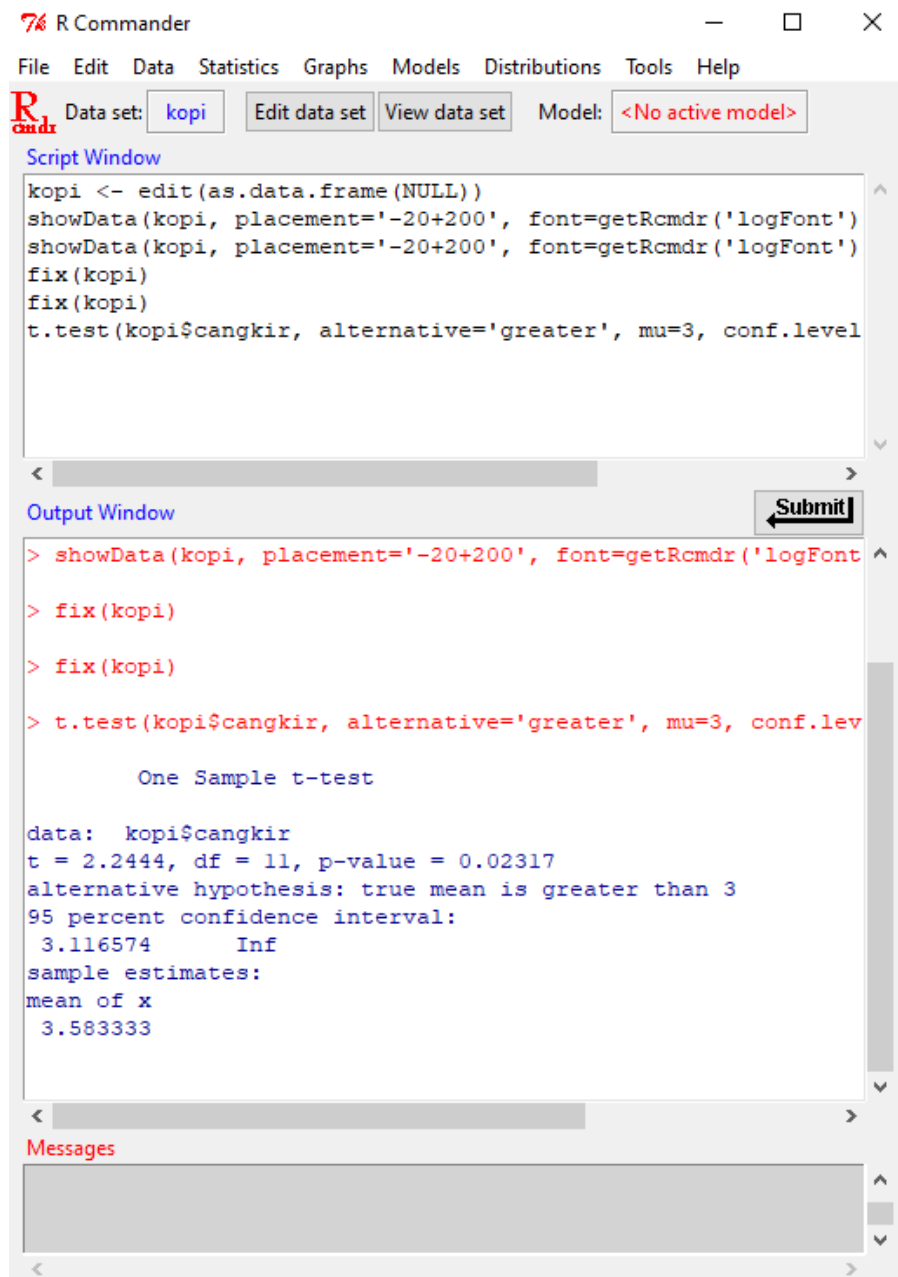 R Commander
File Edit Data Statistics Graphs Models Distributions Tools Help
R cmdr Data set: kopi Edit data set View data set Model: <No active model>
Script Window
kopi <- edit(as.data.frame(NULL))
showData(kopi, placement='-20+200', font=getRcmdr('logFont')
showData(kopi, placement='-20+200', font=getRcmdr('logFont')
fix(kopi)
fix(kopi)
t.test(kopi$cangkir, alternative='greater', mu=3, conf.level
Output Window
Submit
> showData(kopi, placement='-20+200', font=getRcmdr('logFont
> fix(kopi)
> fix(kopi)
> t.test(kopi$cangkir, alternative='greater', mu=3, conf.lev
One Sample t-test
data:  kopi$cangkir
t = 2.2444, df = 11, p-value = 0.02317
alternative hypothesis: true mean is greater than 3
95 percent confidence interval:
3.116574      Inf
sample estimates:
mean of x
3.583333
Messages